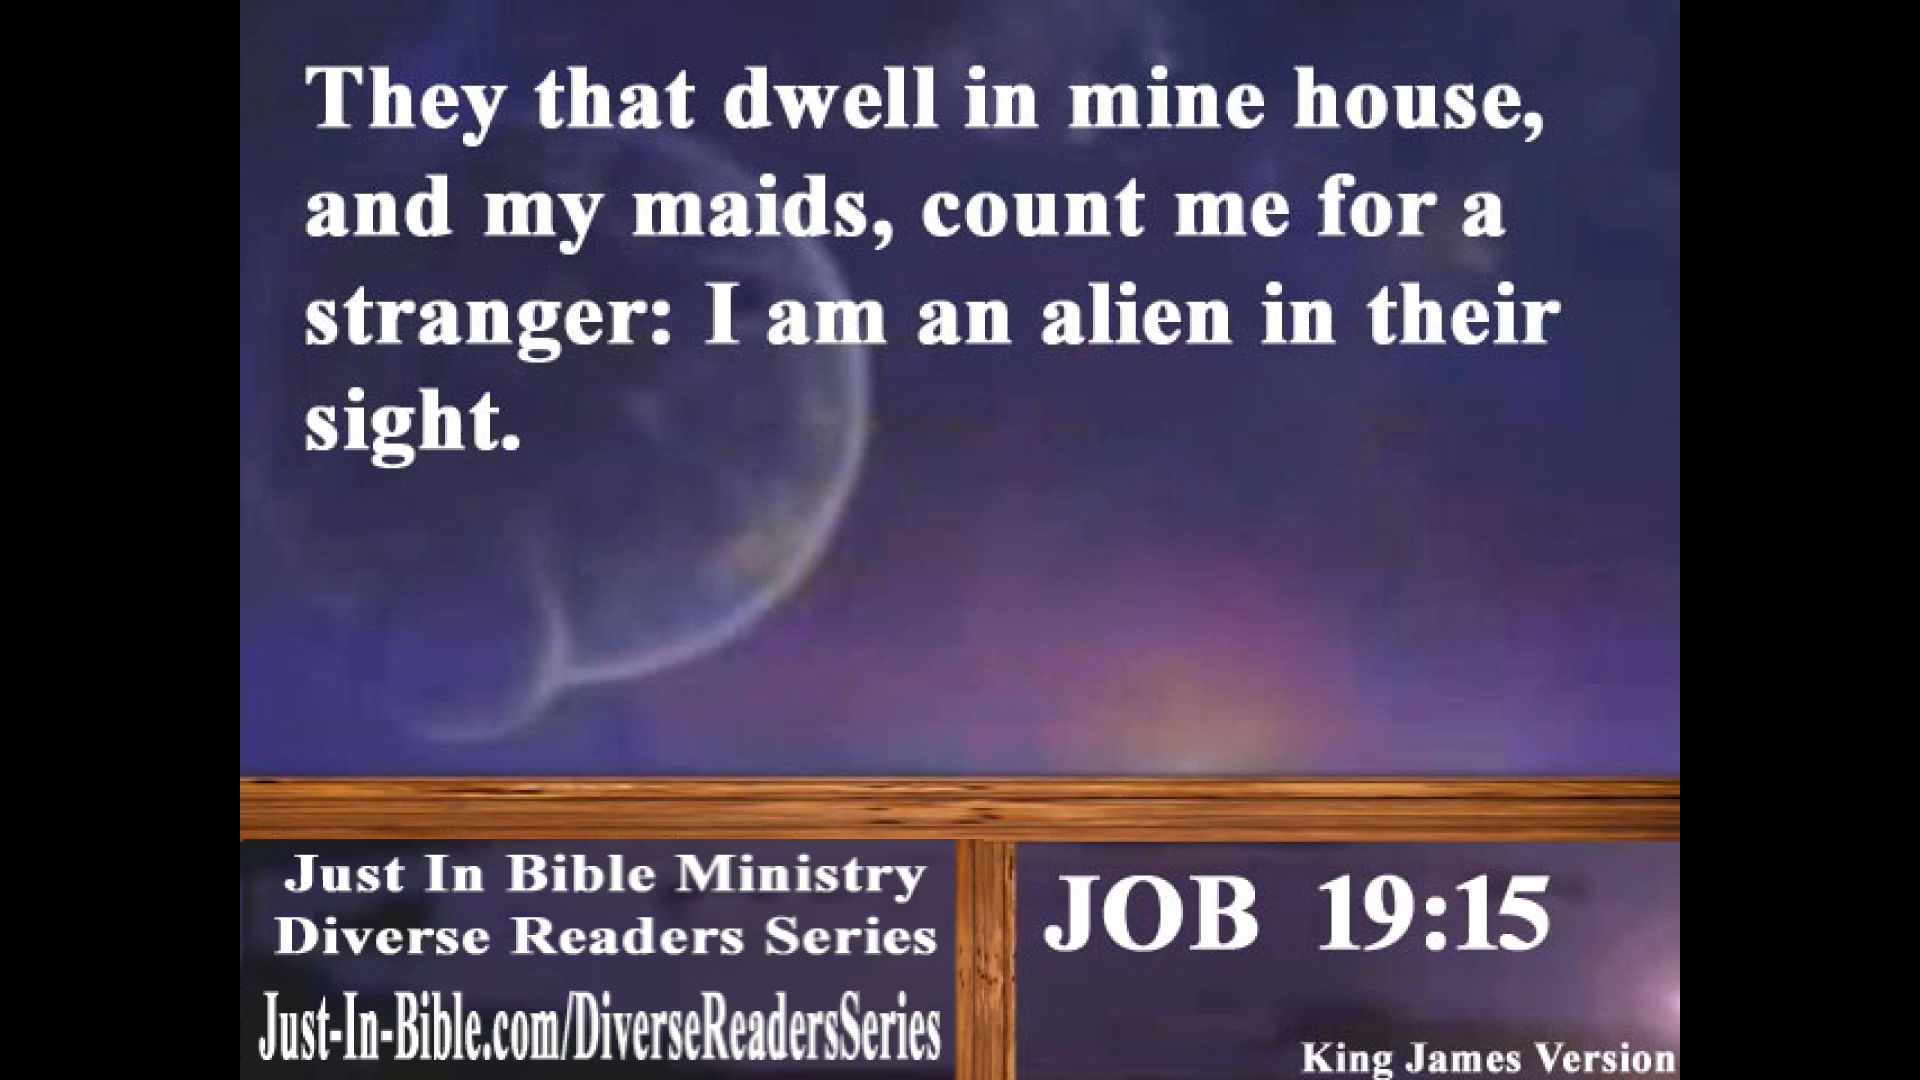 They that dwell in mine house,
and my maids, count me for a
stranger: I am an alien in their
sight.
Just In Bible Ministry
Diverse Readers Series
Just-In-Bible.com/DiverseReadersSeries
JOB 19:15
King James Version